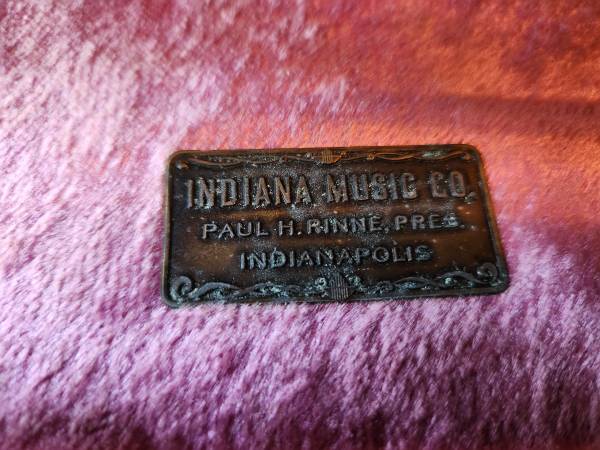 INDIANA MUSIC CO.
PAUL H. RINNE, PRES.
INDIANAPOLIS